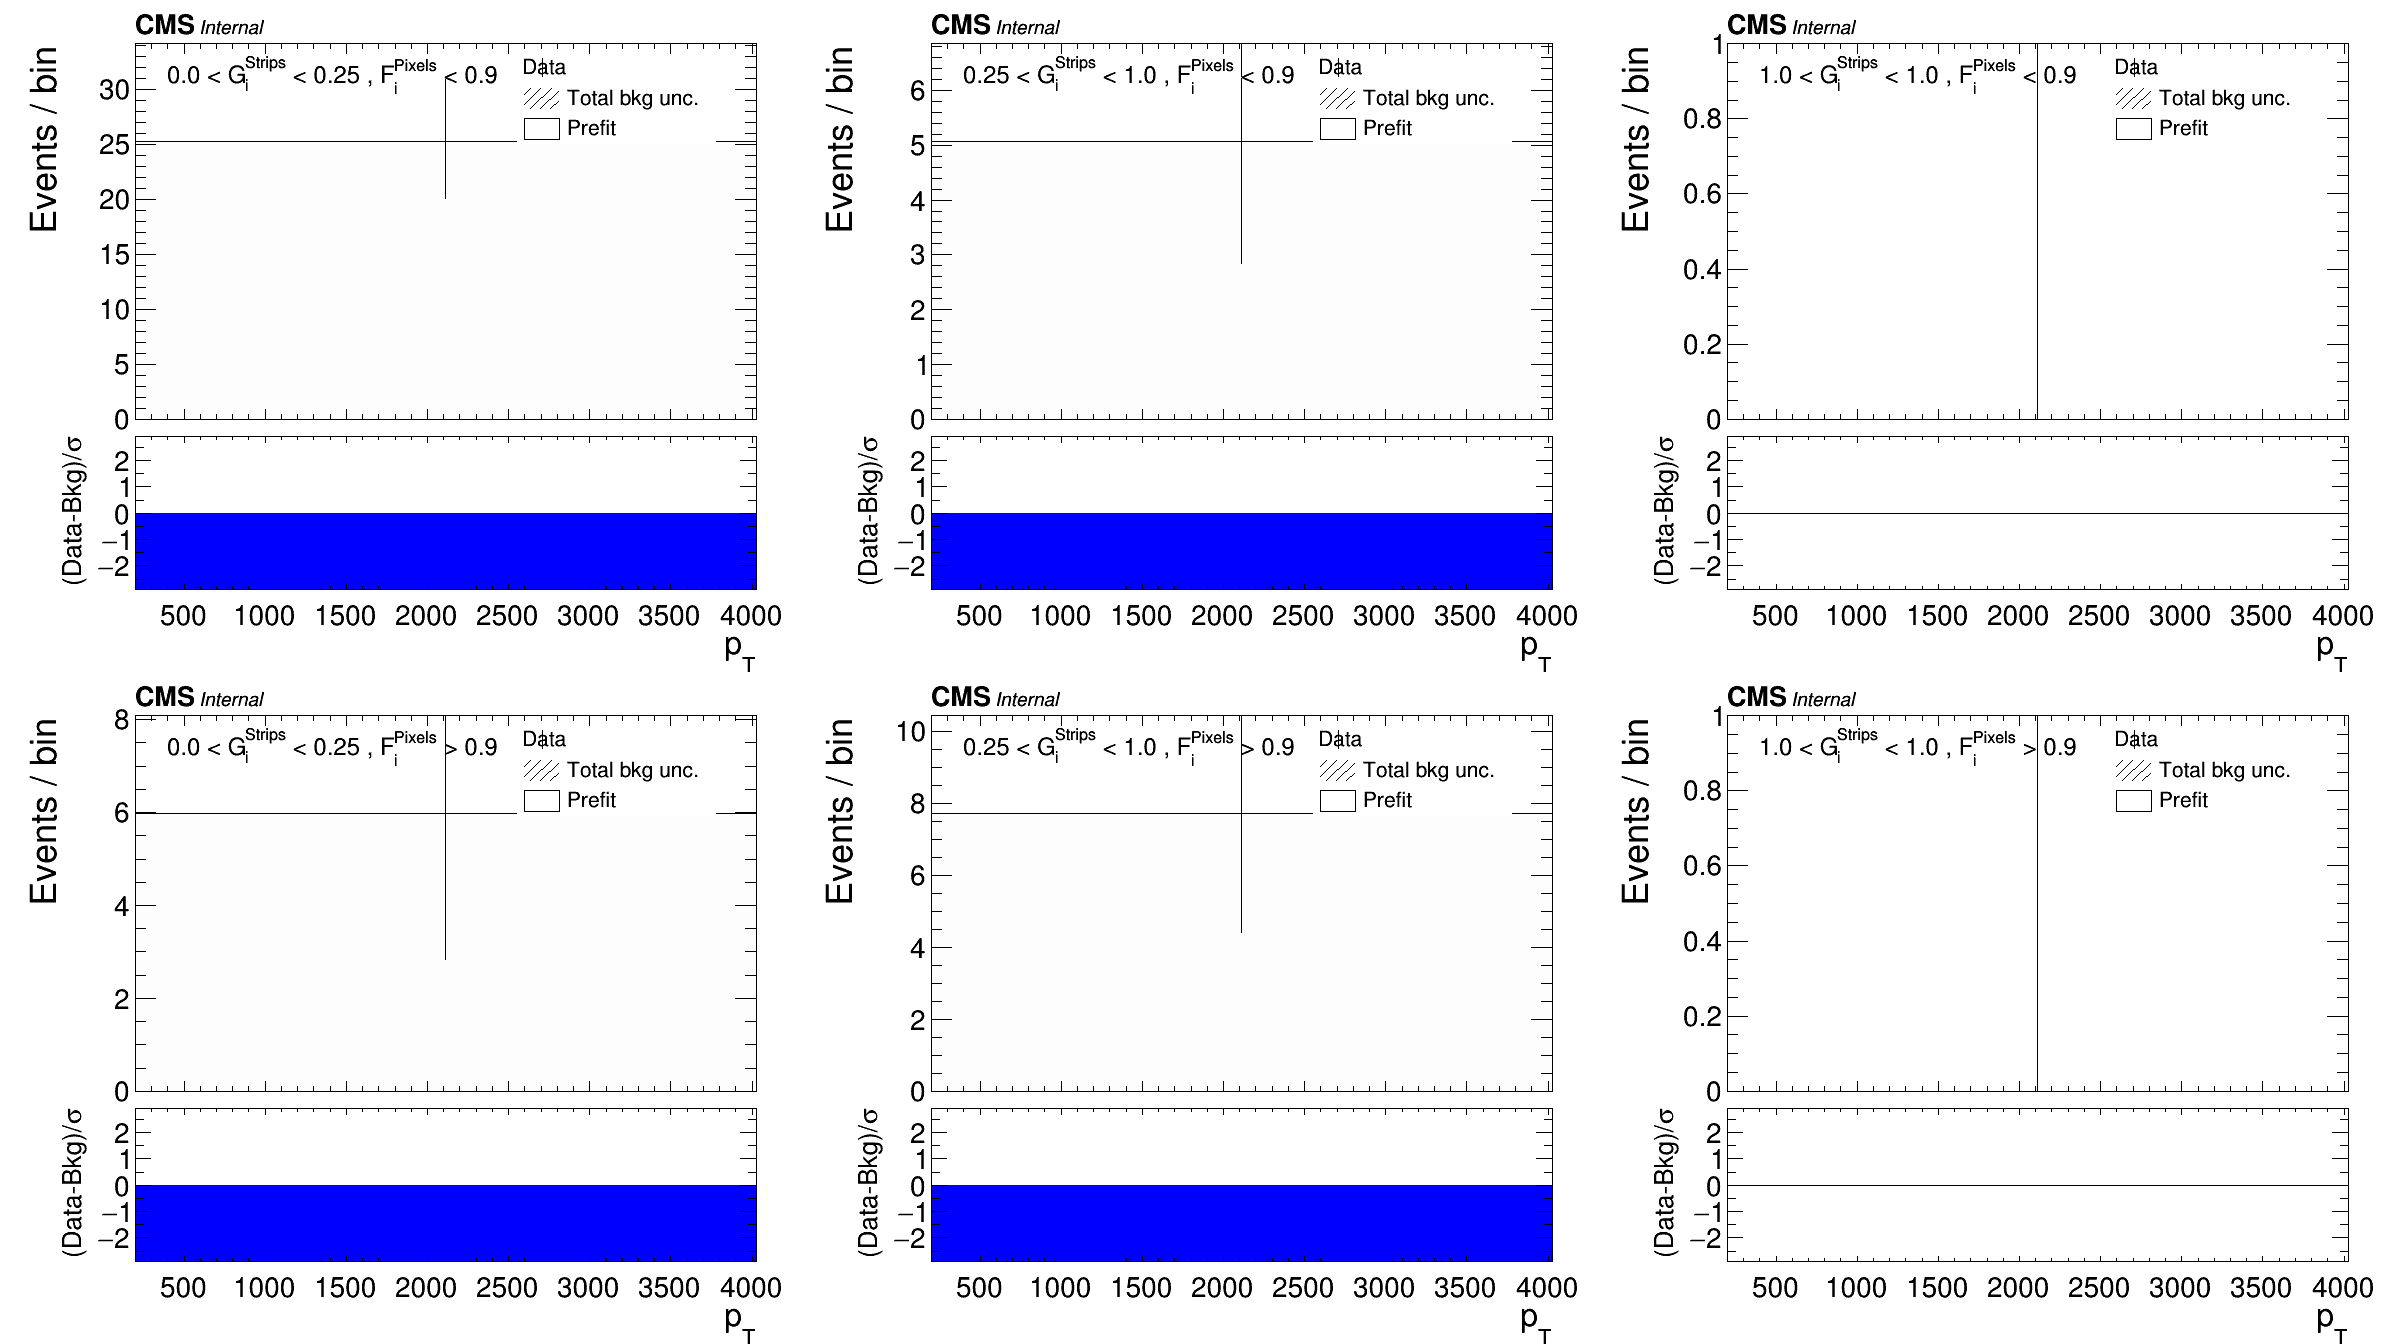 CMS Internal
Events / bin
0.0 < G_i^Strips < 0.25 , F_i^Pixels < 0.9
Data
Total bkg unc.
Prefit
30
25
20
15
10
5
0
(Data-Bkg)/σ
2
1
0
−1
−2
500 1000 1500 2000 2500 3000 3500 4000
p_T
CMS Internal
Events / bin
0.25 < G_i^Strips < 1.0 , F_i^Pixels < 0.9
Data
Total bkg unc.
Prefit
6
5
4
3
2
1
0
(Data-Bkg)/σ
2
1
0
−1
−2
500 1000 1500 2000 2500 3000 3500 4000
p_T
CMS Internal
Events / bin
1.0 < G_i^Strips < 1.0 , F_i^Pixels < 0.9
Data
Total bkg unc.
Prefit
1
0.8
0.6
0.4
0.2
0
(Data-Bkg)/σ
2
1
0
−1
−2
500 1000 1500 2000 2500 3000 3500 4000
p_T
CMS Internal
Events / bin
0.0 < G_i^Strips < 0.25 , F_i^Pixels > 0.9
Data
Total bkg unc.
Prefit
8
6
4
2
0
(Data-Bkg)/σ
2
1
0
−1
−2
500 1000 1500 2000 2500 3000 3500 4000
p_T
CMS Internal
Events / bin
0.25 < G_i^Strips < 1.0 , F_i^Pixels > 0.9
Data
Total bkg unc.
Prefit
10
8
6
4
2
0
(Data-Bkg)/σ
2
1
0
−1
−2
500 1000 1500 2000 2500 3000 3500 4000
p_T
CMS Internal
Events / bin
1.0 < G_i^Strips < 1.0 , F_i^Pixels > 0.9
Data
Total bkg unc.
Prefit
1
0.8
0.6
0.4
0.2
0
(Data-Bkg)/σ
2
1
0
−1
−2
500 1000 1500 2000 2500 3000 3500 4000
p_T